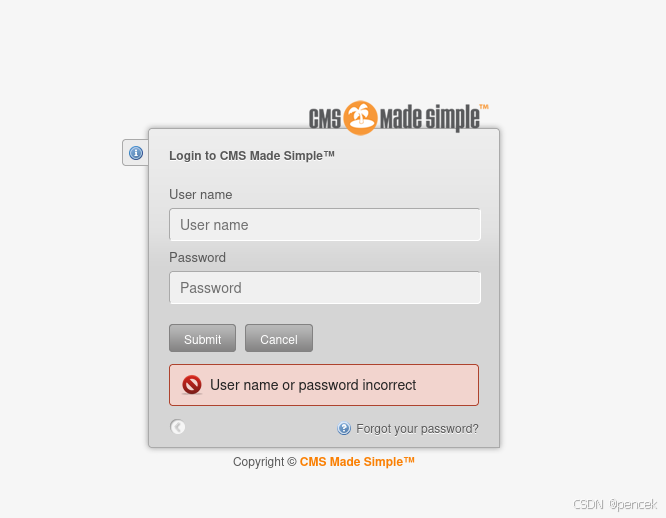 CMS Made Simple™
Login to CMS Made Simple™
User name
User name
Password
Password
Submit Cancel
User name or password incorrect
Forgot your password?
Copyright © CMS Made Simple™
CSDN @pencek